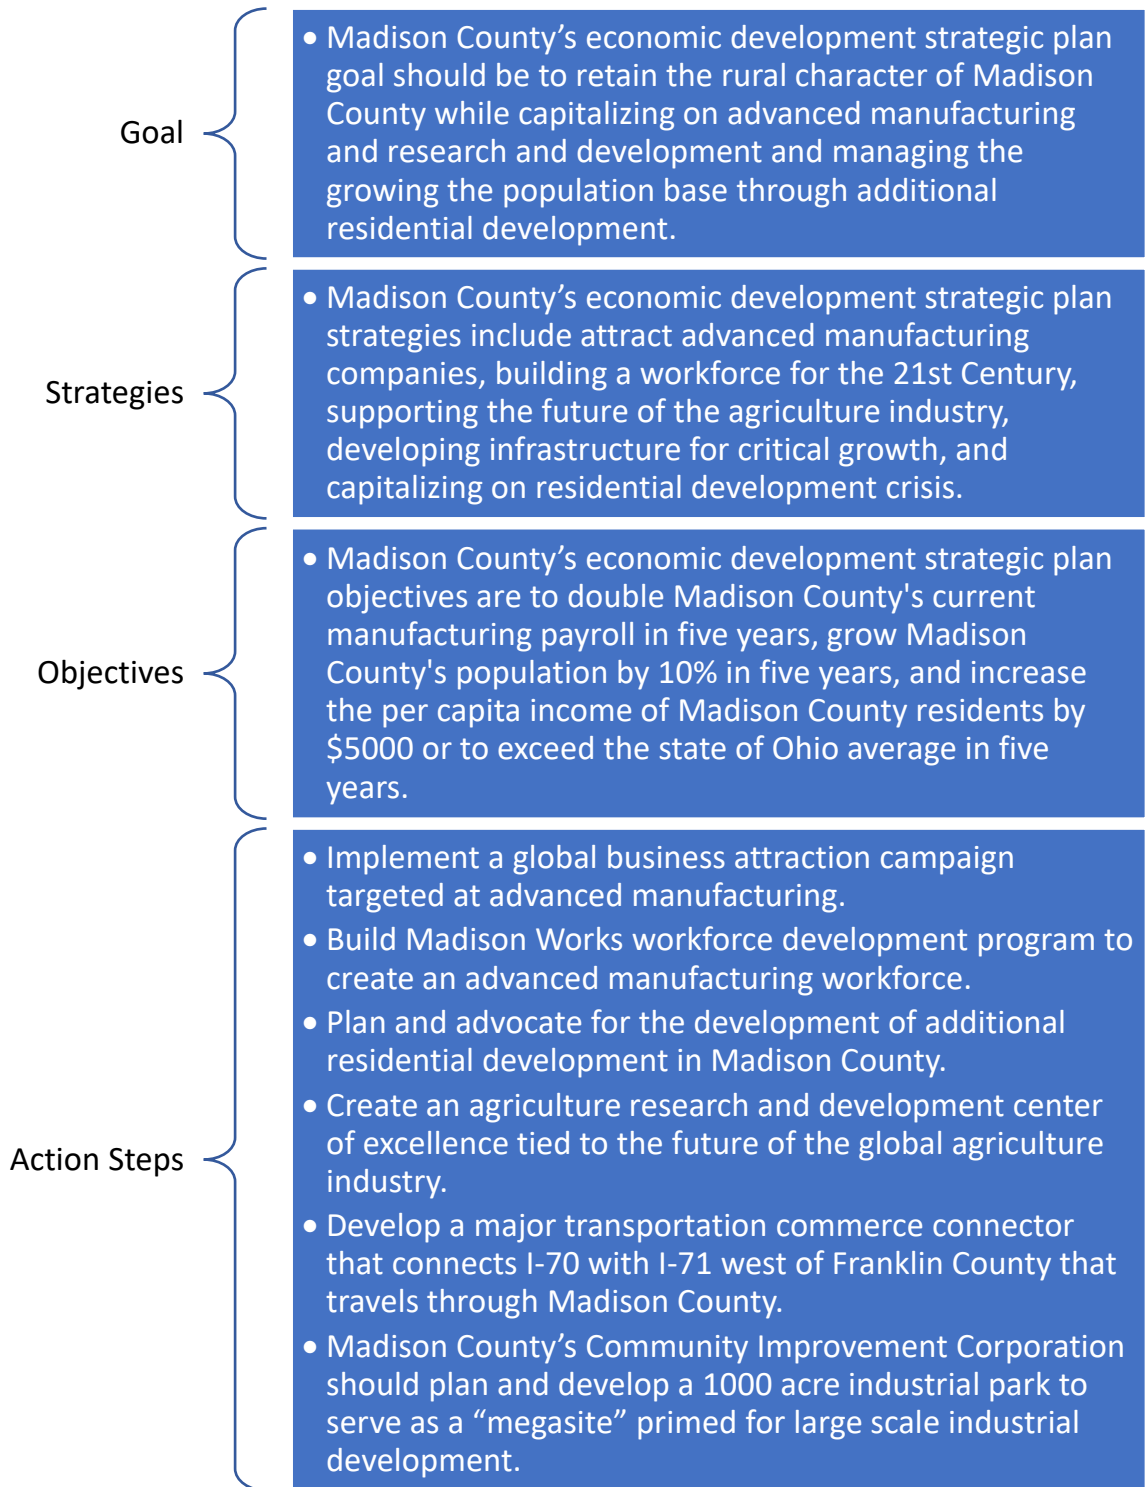 Goal
• Madison County’s economic development strategic plan
goal should be to retain the rural character of Madison
County while capitalizing on advanced manufacturing
and research and development and managing the
growing the population base through additional
residential development.
Strategies
• Madison County’s economic development strategic plan
strategies include attract advanced manufacturing
companies, building a workforce for the 21st Century,
supporting the future of the agriculture industry,
developing infrastructure for critical growth, and
capitalizing on residential development crisis.
Objectives
• Madison County’s economic development strategic plan
objectives are to double Madison County's current
manufacturing payroll in five years, grow Madison
County's population by 10% in five years, and increase
the per capita income of Madison County residents by
$5000 or to exceed the state of Ohio average in five
years.
Action Steps
• Implement a global business attraction campaign
targeted at advanced manufacturing.
• Build Madison Works workforce development program to
create an advanced manufacturing workforce.
• Plan and advocate for the development of additional
residential development in Madison County.
• Create an agriculture research and development center
of excellence tied to the future of the global agriculture
industry.
• Develop a major transportation commerce connector
that connects I-70 with I-71 west of Franklin County that
travels through Madison County.
• Madison County’s Community Improvement Corporation
should plan and develop a 1000 acre industrial park to
serve as a “megasite” primed for large scale industrial
development.